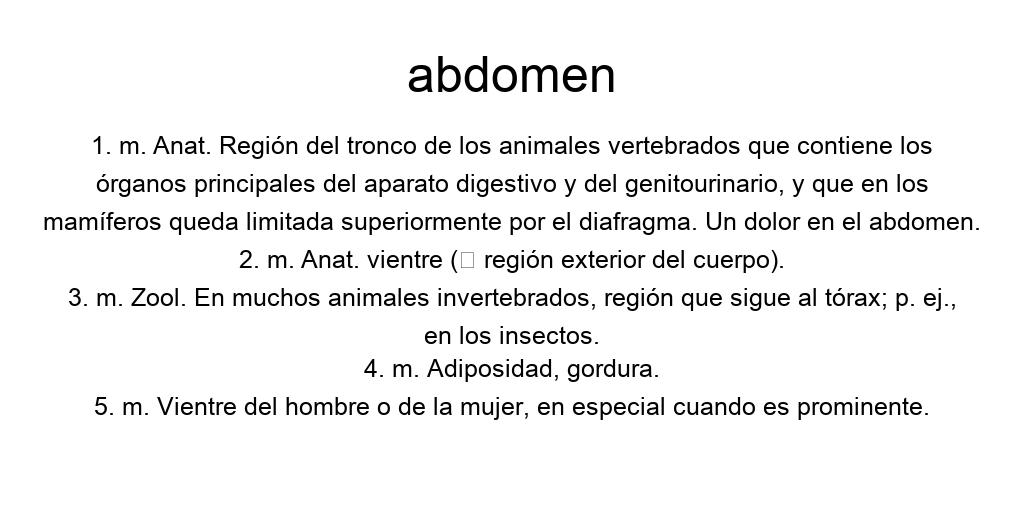 abdomen
1. m. Anat. Región del tronco de los animales vertebrados que contiene los
órganos principales del aparato digestivo y del genitourinario, y que en los
mamíferos queda limitada superiormente por el diafragma. Un dolor en el abdomen.
2. m. Anat. vientre (□ región exterior del cuerpo).
3. m. Zool. En muchos animales invertebrados, región que sigue al tórax; p. ej.,
en los insectos.
4. m. Adiposidad, gordura.
5. m. Vientre del hombre o de la mujer, en especial cuando es prominente.